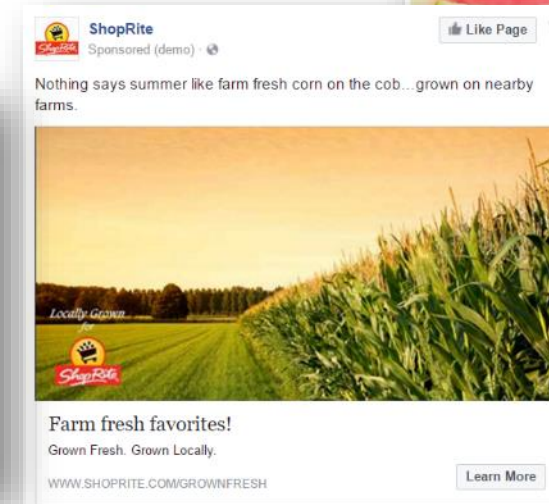 ShopRite
Like Page
ShopRite
Sponsored (demo) ·
Nothing says summer like farm fresh corn on the cob...grown on nearby
farms.
Locally Grown
for
ShopRite
Farm fresh favorites!
Grown Fresh. Grown Locally.
WWW.SHOPRITE.COM/GROWNFRESH
Learn More